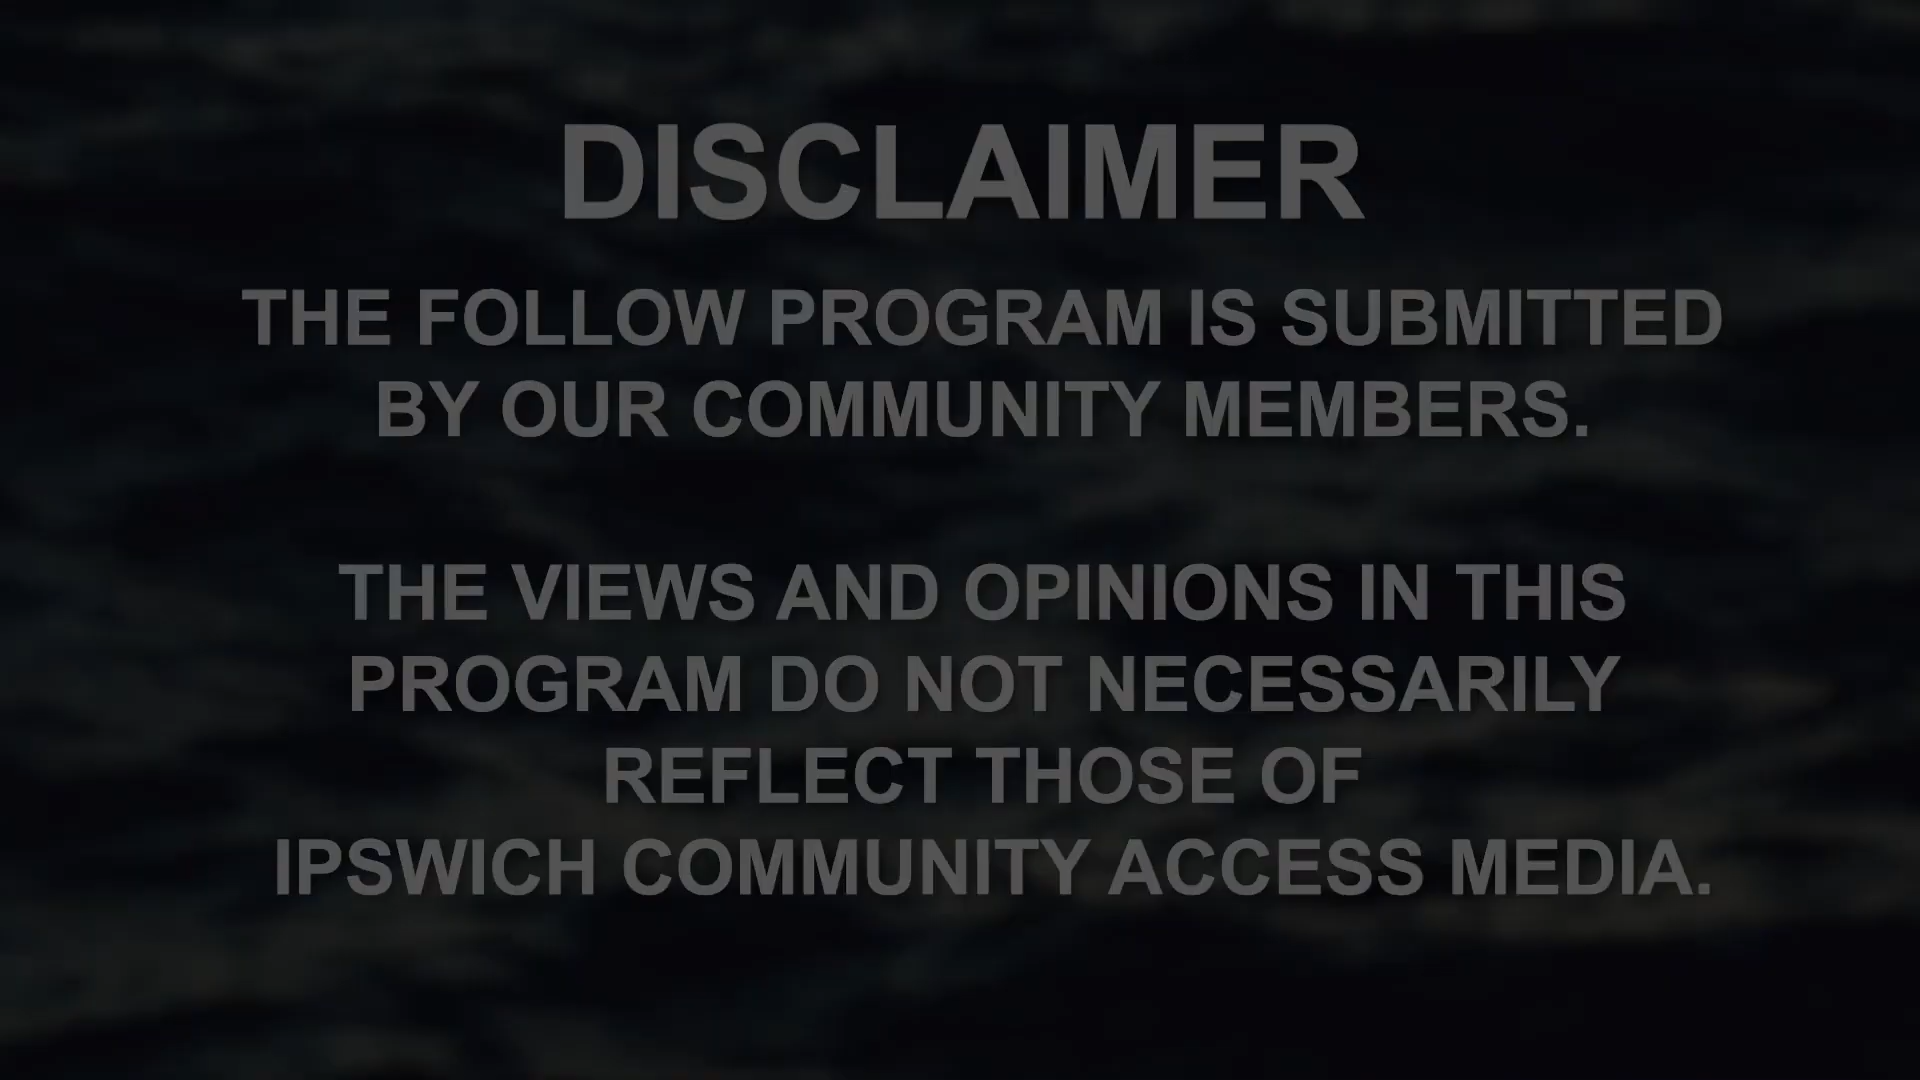 DISCLAIMER
THE FOLLOW PROGRAM IS SUBMITTED
BY OUR COMMUNITY MEMBERS.
THE VIEWS AND OPINIONS IN THIS
PROGRAM DO NOT NECESSARILY
REFLECT THOSE OF
IPSWICH COMMUNITY ACCESS MEDIA.